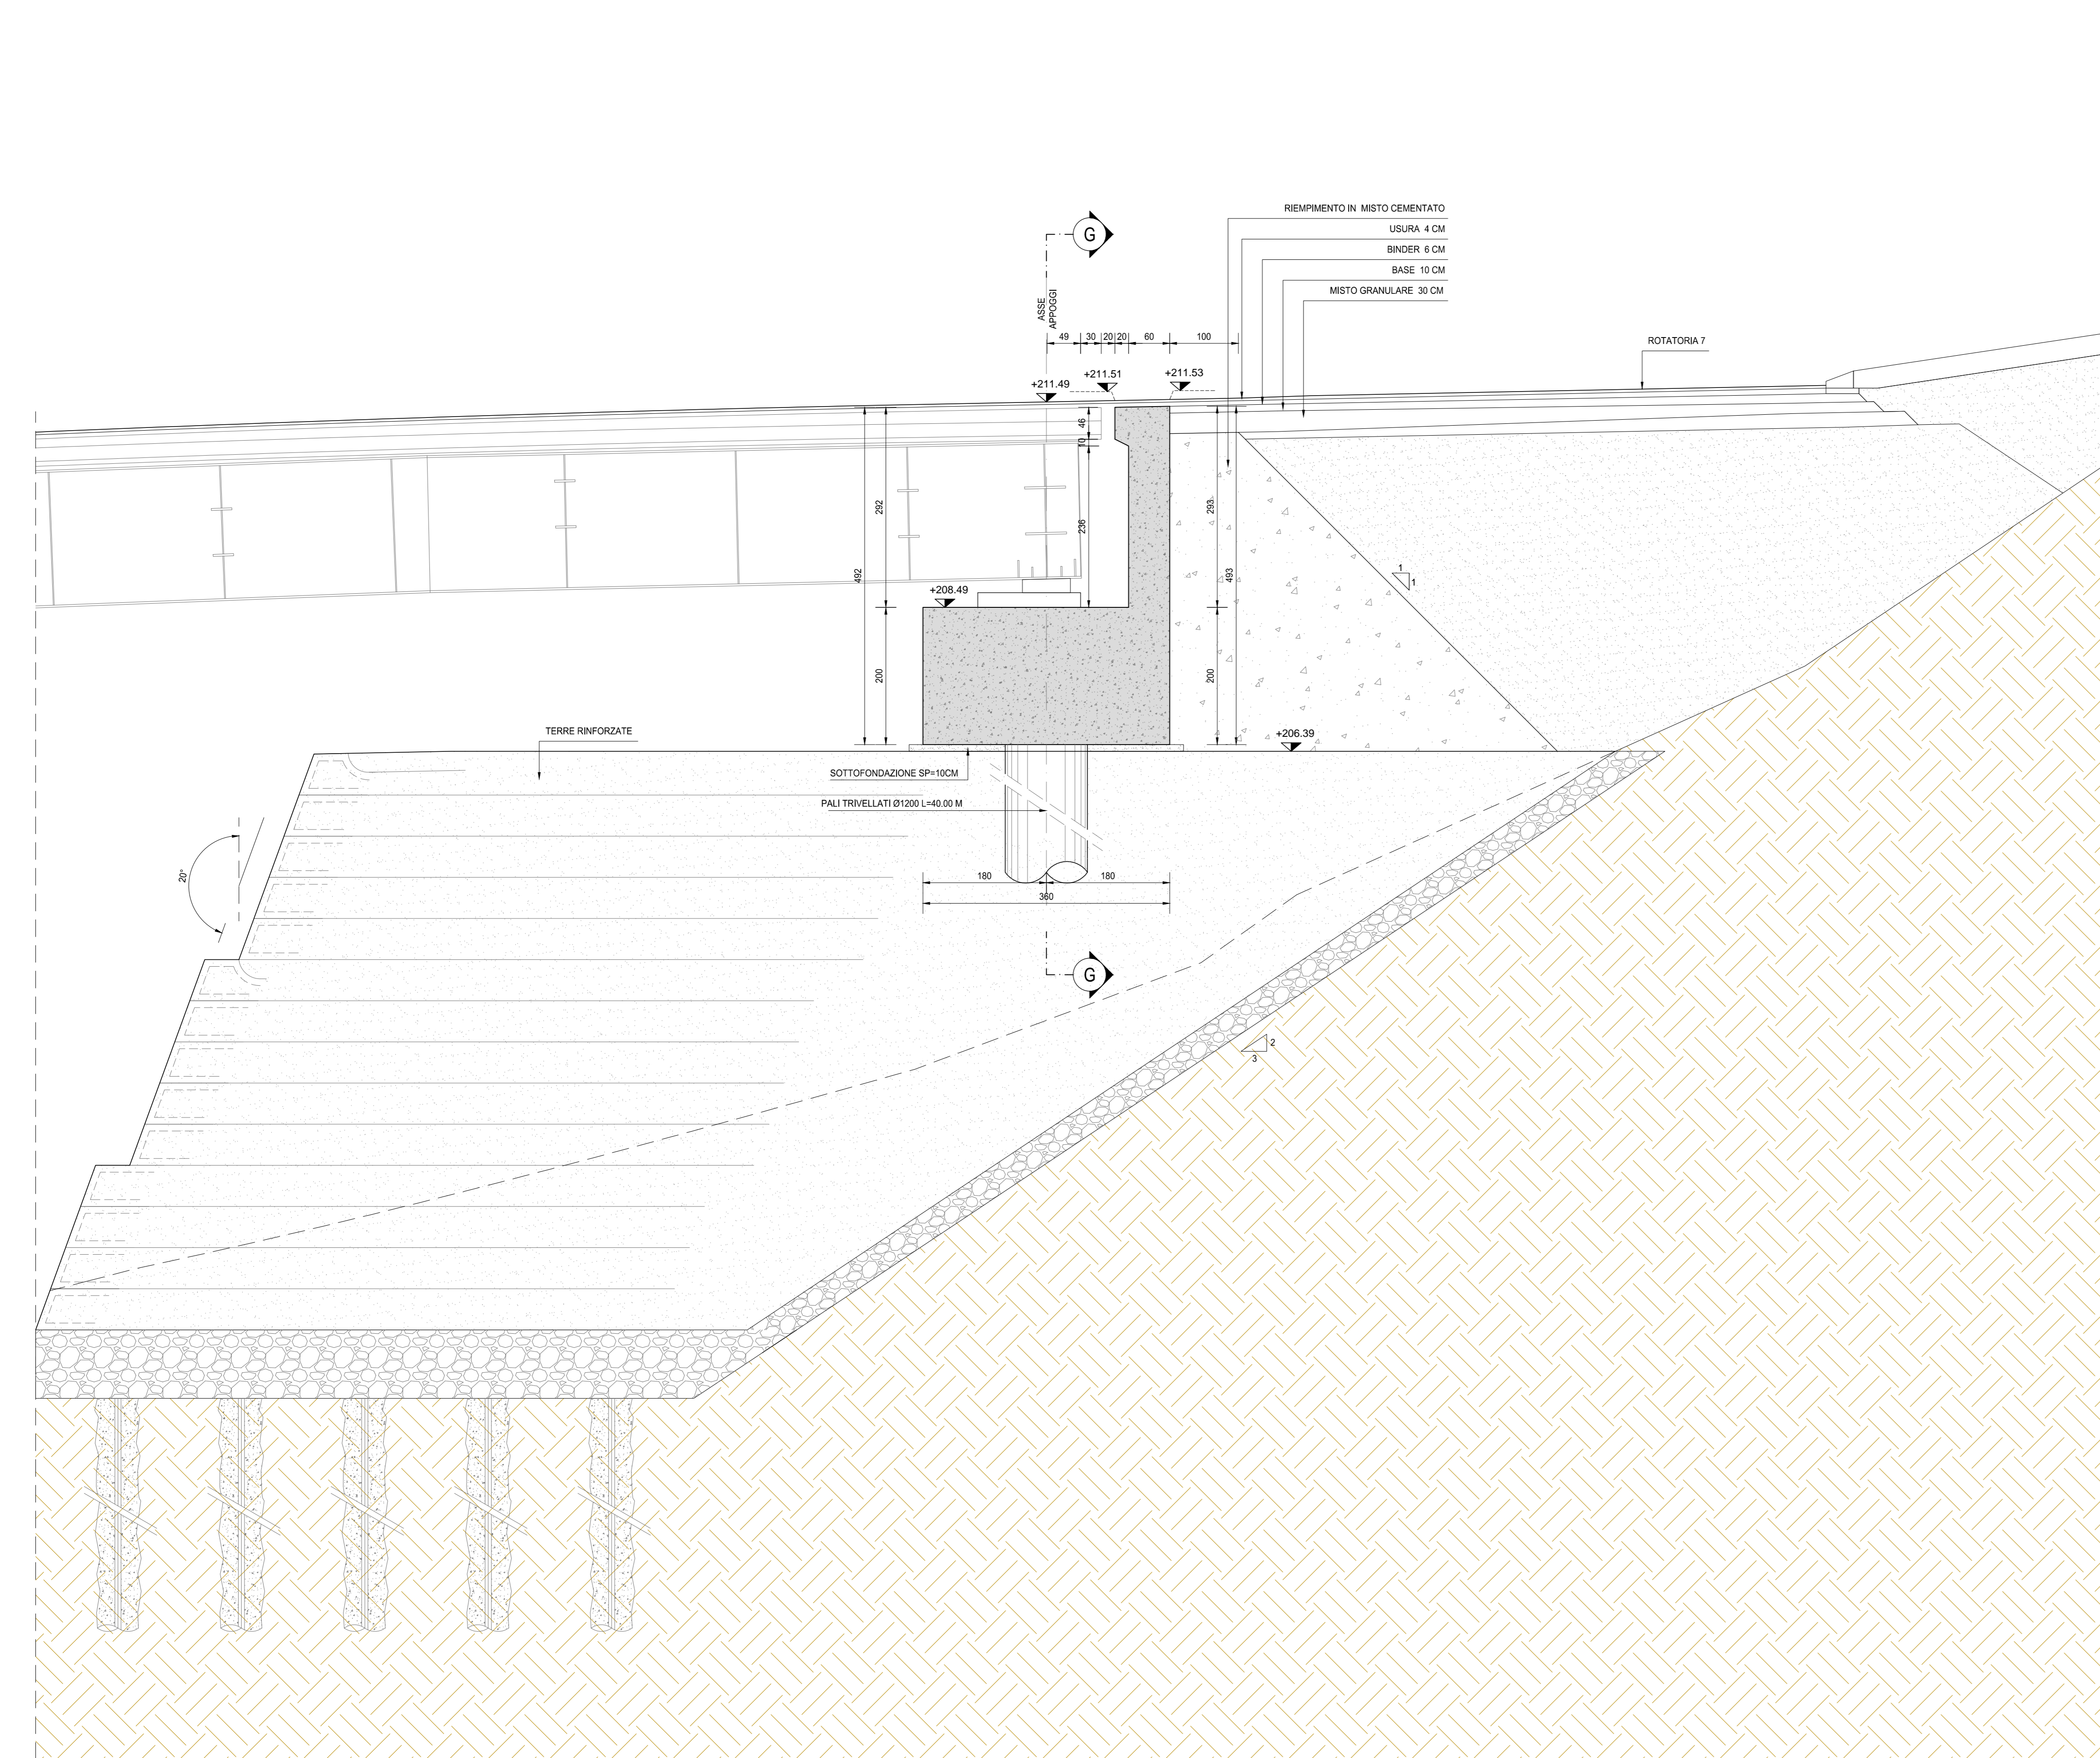 RIEMPIMENTO IN MISTO CEMENTATO
USURA 4 CM
BINDER 6 CM
BASE 10 CM
MISTO GRANULARE 30 CM
G
ASSE
APPOGGI
49 30 20 20 60 100
ROTATORIA 7
+211.49
+211.51
+211.53
46
10
236
292
492
200
293
493
200
+208.49
1
1
TERRE RINFORZATE
+206.39
SOTTOFONDAZIONE SP=10CM
PALI TRIVELLATI Ø1200 L=40.00 M
20°
180 180
360
G
2
3